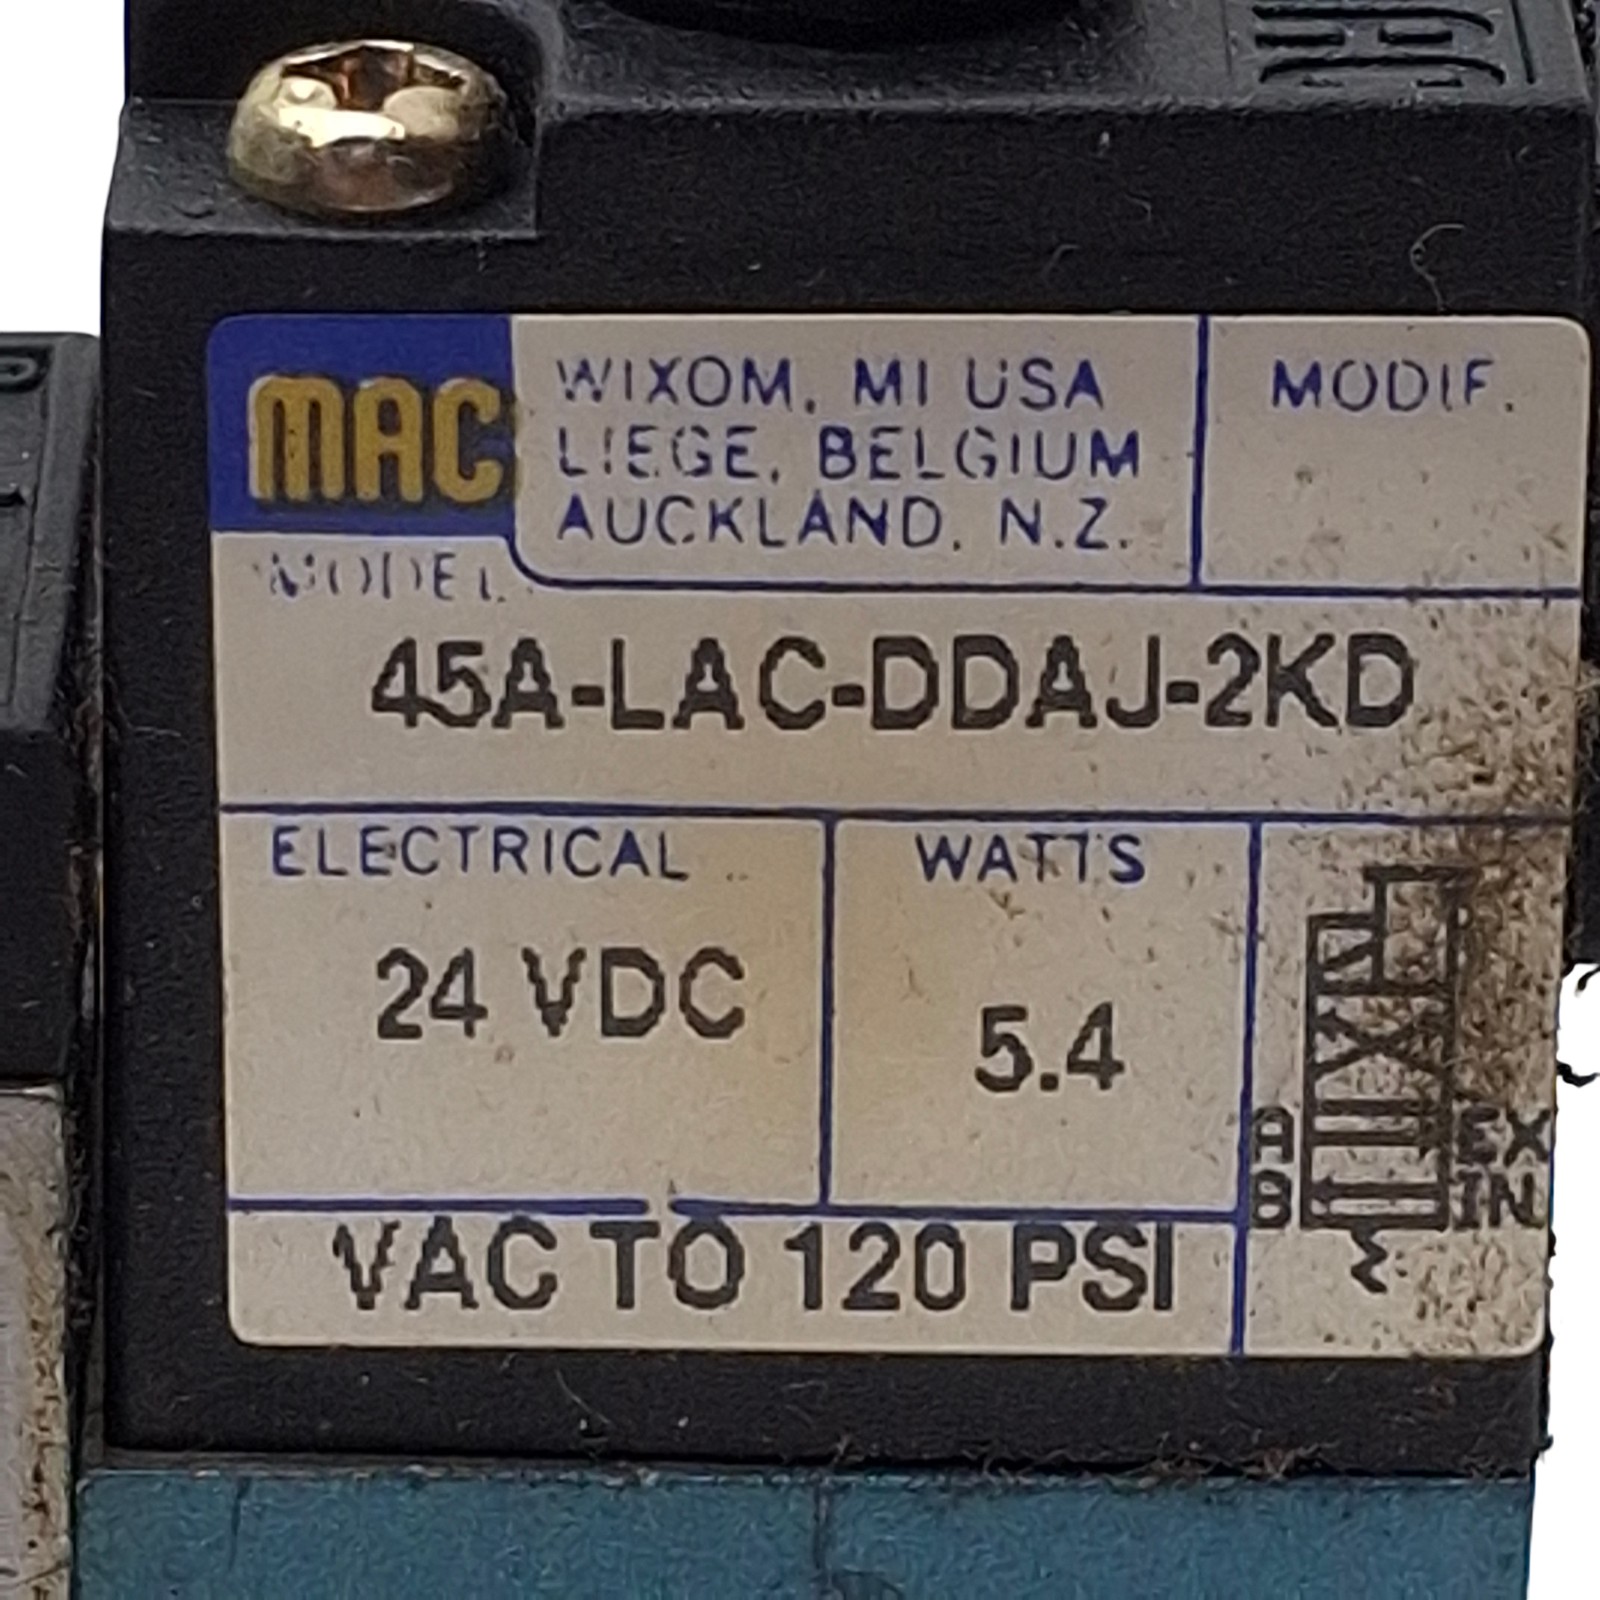 MAC
WIXOM, MI USA
LIEGE, BELGIUM
AUCKLAND, N.Z.
MODIF.
MODEL
45A-LAC-DDAJ-2KD
ELECTRICAL
24 VDC
WATTS
5.4
A EX
B IN
VAC TO 120 PSI